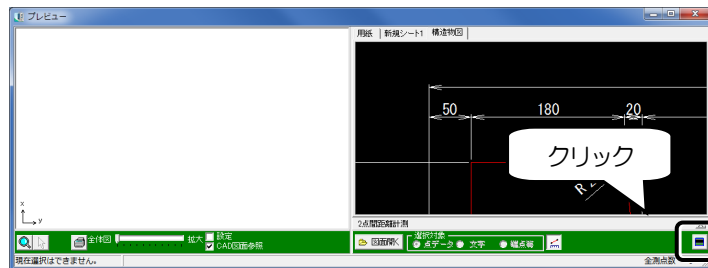 プレビュー
用紙
新規シート1
構造物図
50
180
20
クリック
R
x
y
2点間距離計測
全体図
拡大
設定
CAD図面参照
図面開く
選択対象
点データ
文字
端点等
現在選択はできません。
全測点数